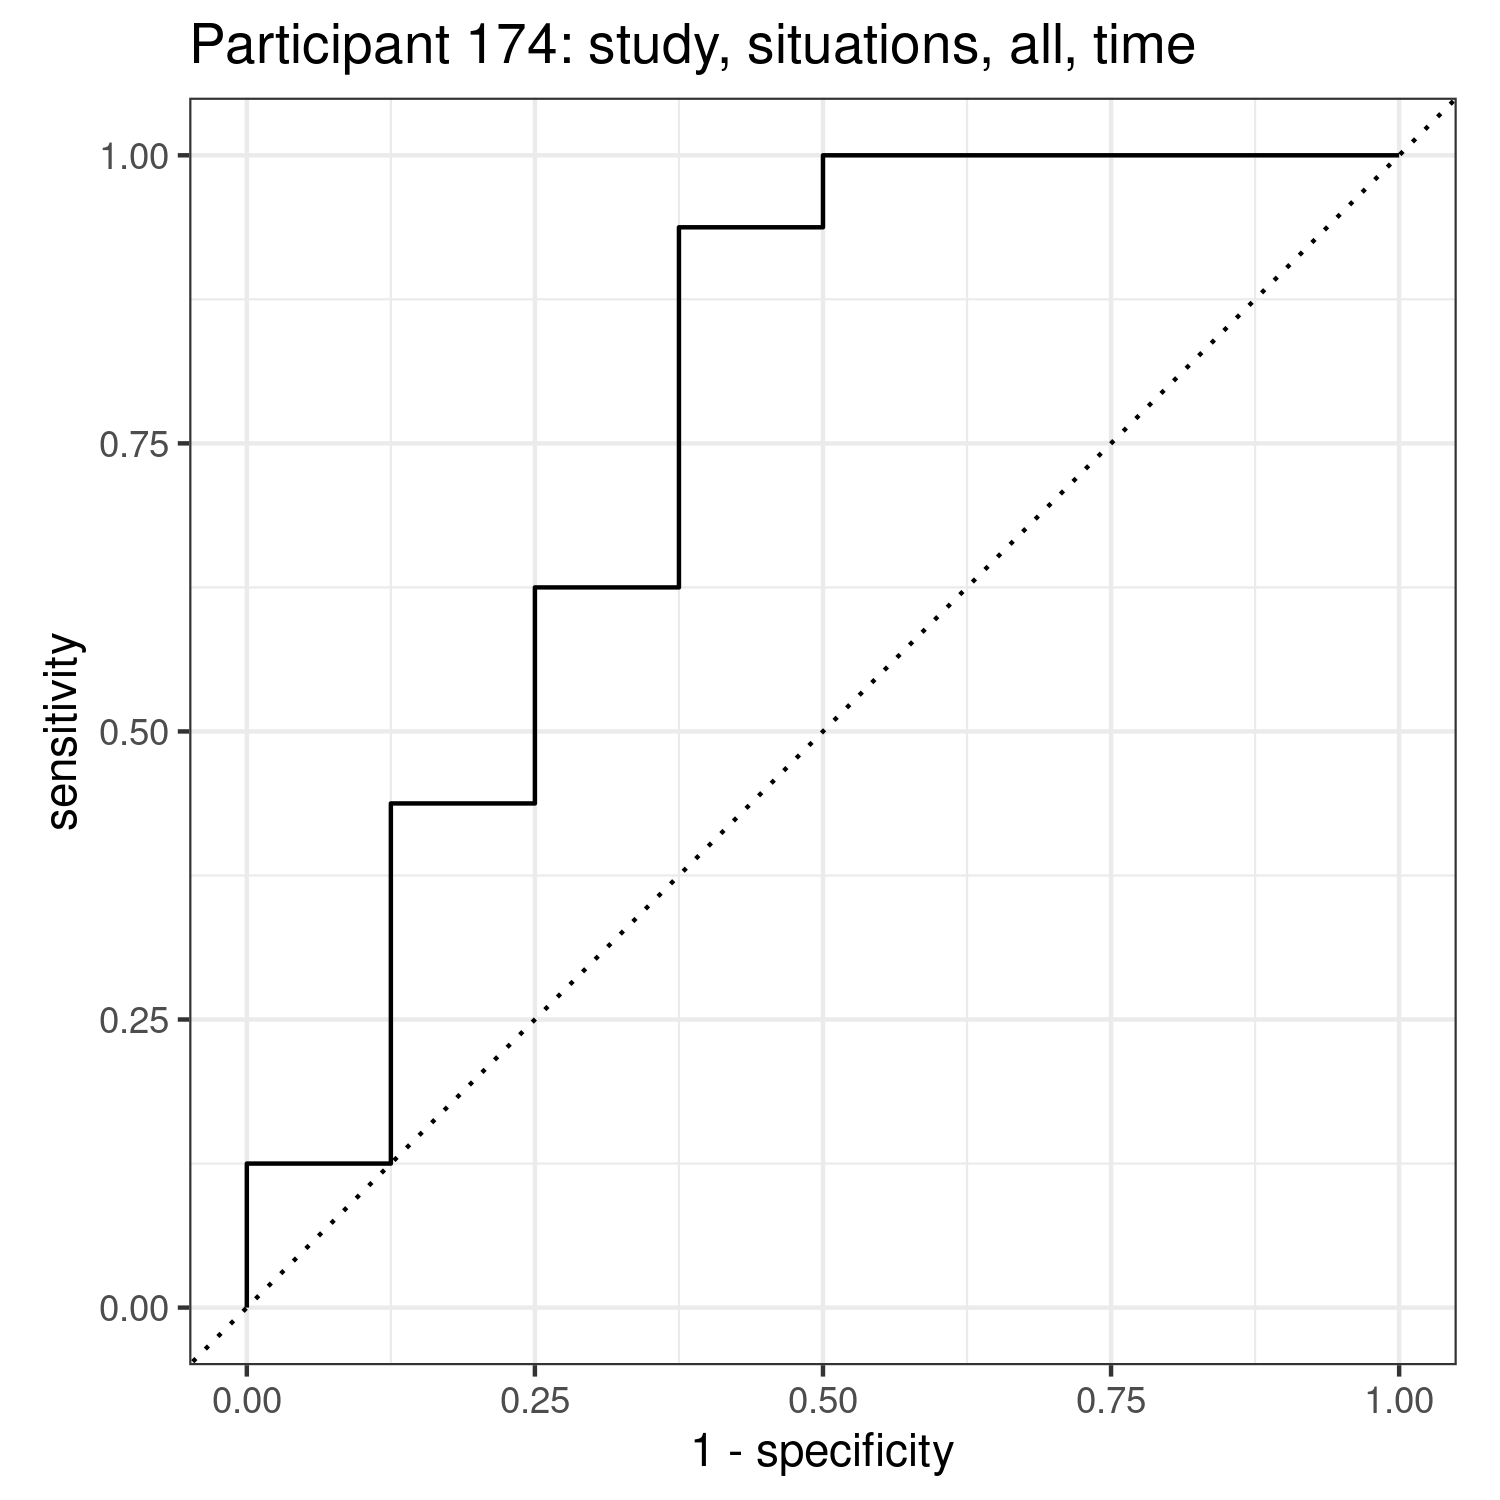 Participant 174: study, situations, all, time
1.00
0.75
0.50
0.25
0.00
sensitivity
0.00 0.25 0.50 0.75 1.00
1 - specificity